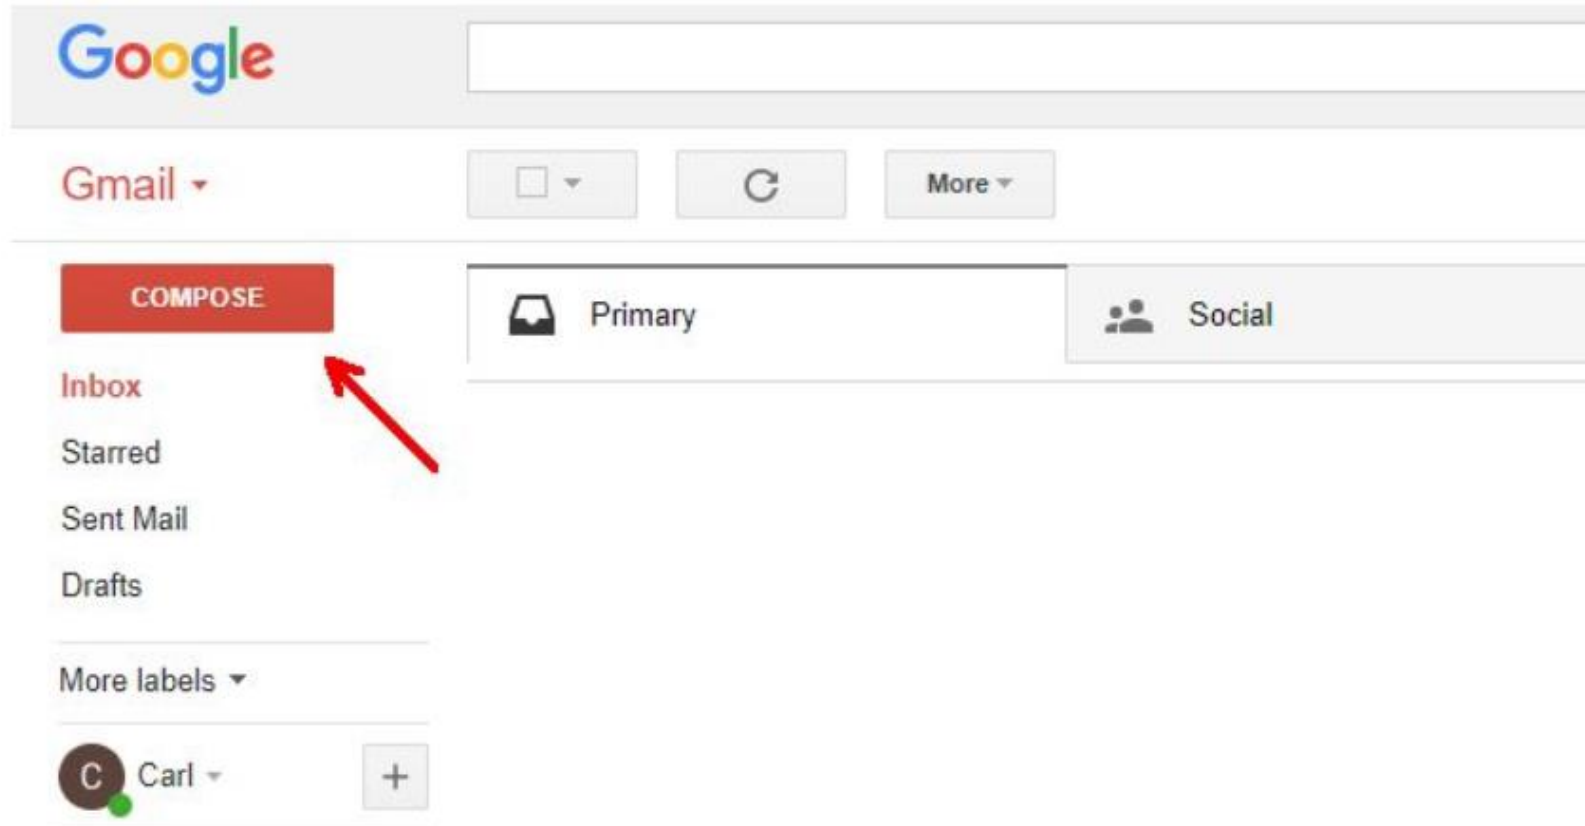 Google
Gmail
More
COMPOSE
Primary
Social
Inbox
Starred
Sent Mail
Drafts
More labels
C
Carl
+